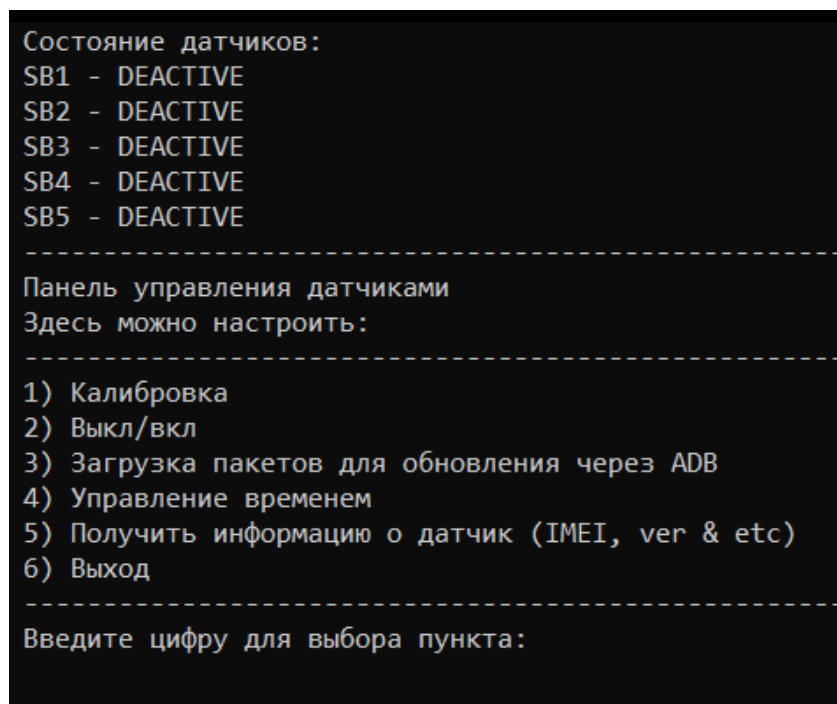 Состояние датчиков:
SB1 - DEACTIVE
SB2 - DEACTIVE
SB3 - DEACTIVE
SB4 - DEACTIVE
SB5 - DEACTIVE
----------------------------------------------------
Панель управления датчиками
Здесь можно настроить:
----------------------------------------------------
1) Калибровка
2) Выкл/вкл
3) Загрузка пакетов для обновления через ADB
4) Управление временем
5) Получить информацию о датчик (IMEI, ver & etc)
6) Выход
----------------------------------------------------
Введите цифру для выбора пункта: